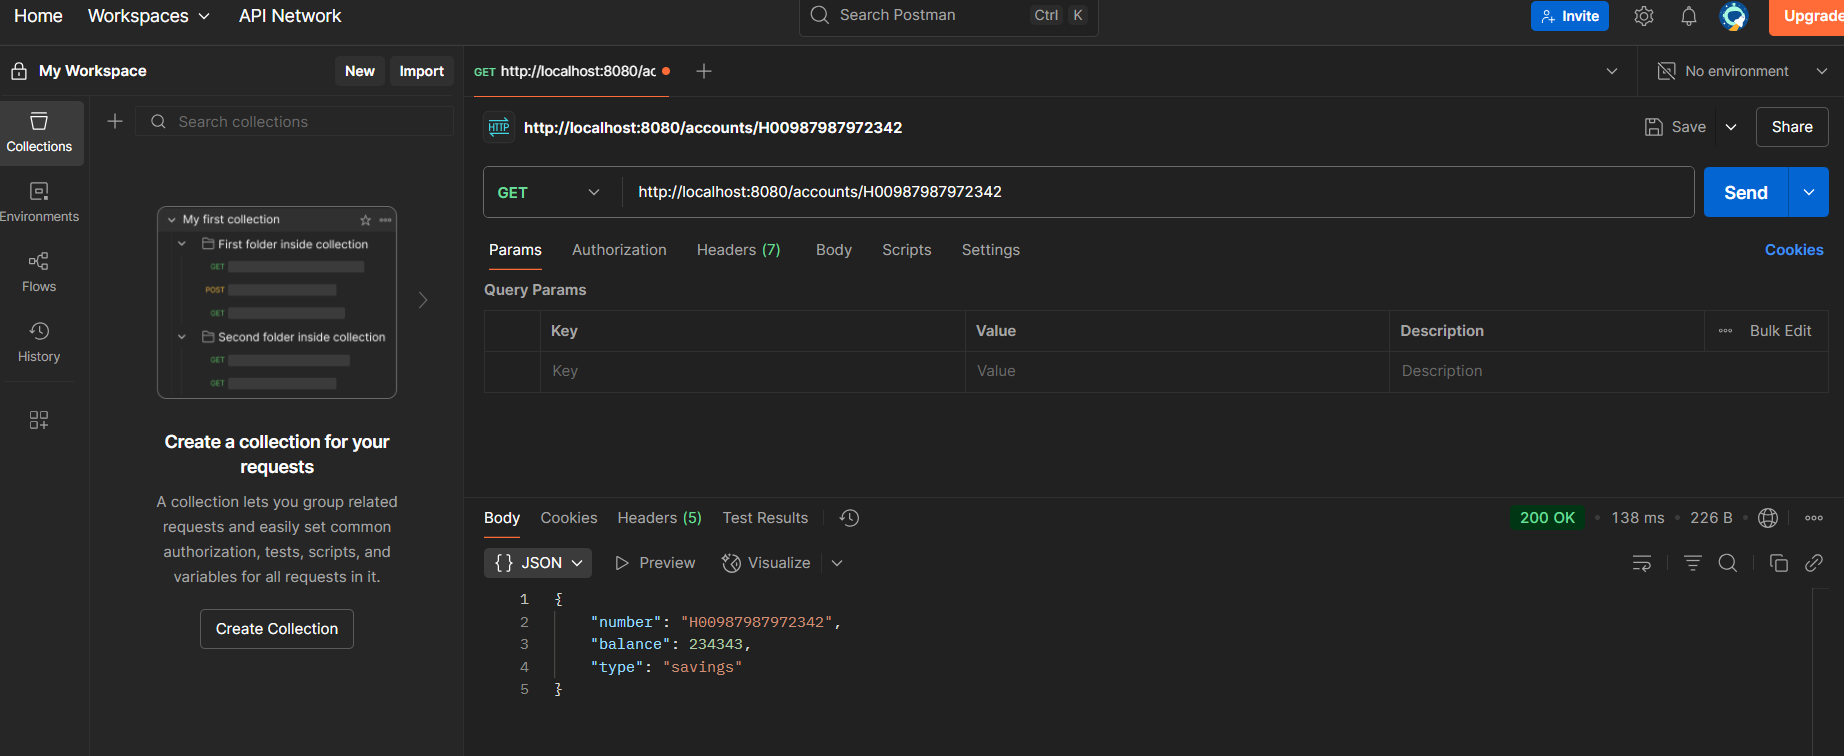 Home Workspaces API Network Search Postman Ctrl K Invite Upgrade
My Workspace New Import GET http://localhost:8080/ac No environment
Search collections
HTTP http://localhost:8080/accounts/H00987987972342 Save Share
Collections
GET http://localhost:8080/accounts/H00987987972342 Send
Environments
Flows
History
My first collection
First folder inside collection
GET
POST
GET
Second folder inside collection
GET
GET
Create a collection for your
requests
A collection lets you group related
requests and easily set common
authorization, tests, scripts, and
variables for all requests in it.
Create Collection
Params Authorization Headers (7) Body Scripts Settings Cookies
Query Params
Key Value Description Bulk Edit
Key Value Description
Body Cookies Headers (5) Test Results 200 OK • 138 ms • 226 B •
{} JSON Preview Visualize
1 {
2 "number": "H00987987972342",
3 "balance": 234343,
4 "type": "savings"
5 }